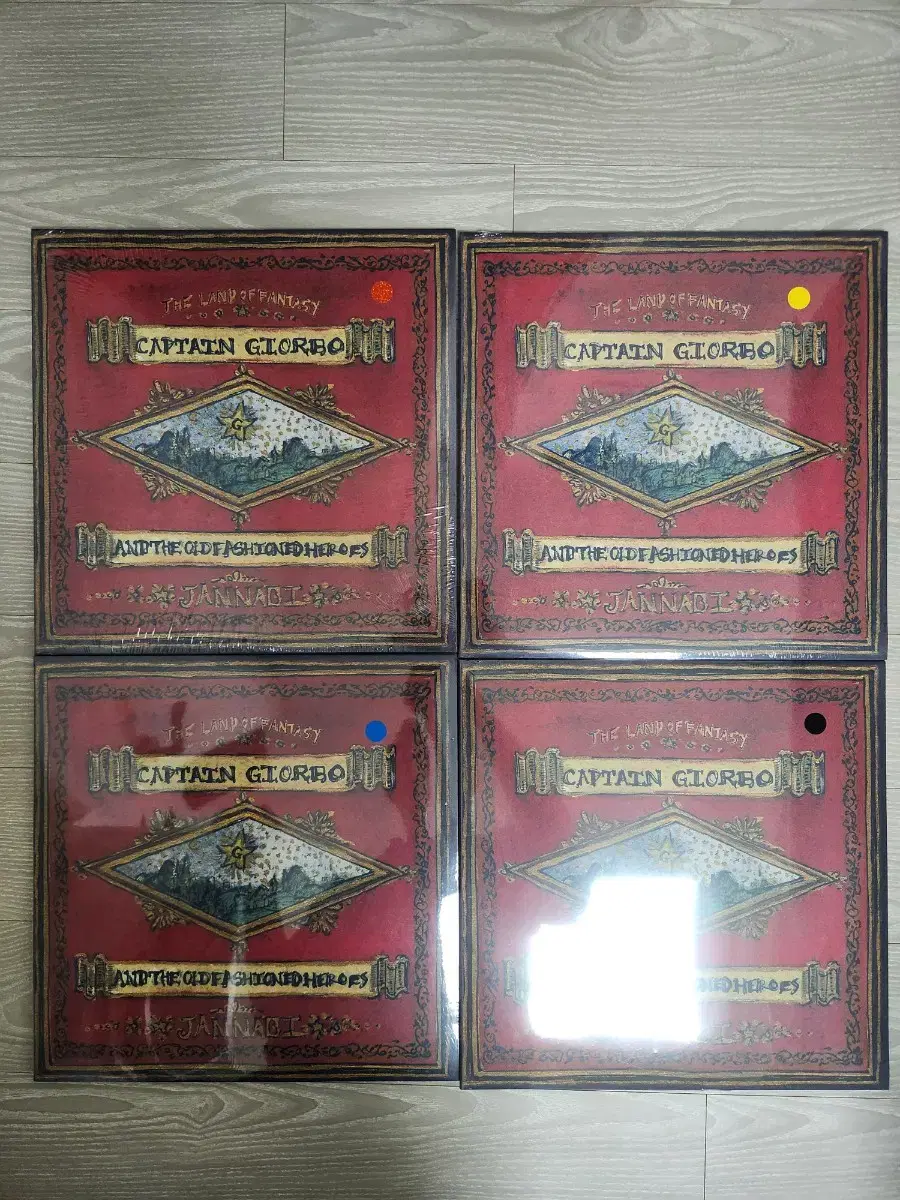 THE LAND OF FANTASY
CAPTAIN GIORBO
G
AND THE OLD FASHIONED HEROES
JANNABI
THE LAND OF FANTASY
CAPTAIN GIORBO
G
AND THE OLD FASHIONED HEROES
JANNABI
THE LAND OF FANTASY
CAPTAIN GIORBO
G
AND THE OLD FASHIONED HEROES
JANNABI
THE LAND OF FANTASY
CAPTAIN GIORBO
G
HEROES